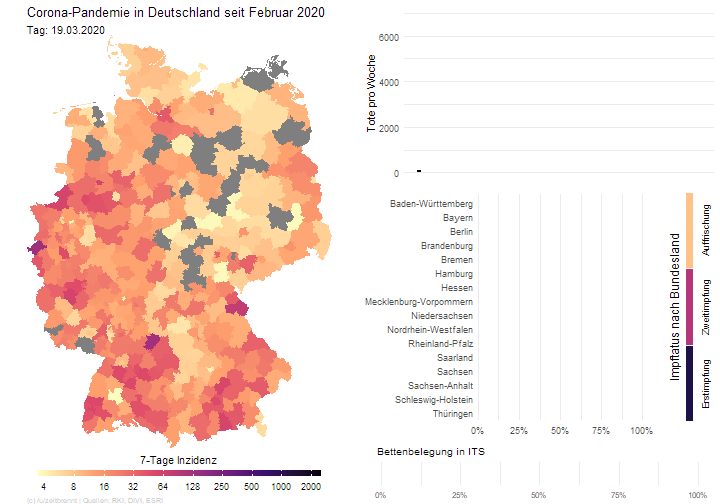 Corona-Pandemie in Deutschland seit Februar 2020
Tag: 19.03.2020
7-Tage Inzidenz
4 8 16 32 64 128 250 500 1000 2000
Quellen: RKI, DIVI, ESRI
Tote pro Woche
6000
4000
2000
0
Baden-Württemberg
Bayern
Berlin
Brandenburg
Bremen
Hamburg
Hessen
Mecklenburg-Vorpommern
Niedersachsen
Nordrhein-Westfalen
Rheinland-Pfalz
Saarland
Sachsen
Sachsen-Anhalt
Schleswig-Holstein
Thüringen
0% 25% 50% 75% 100%
Impfstatus nach Bundesland
Auffrischung
Zweitimpfung
Erstimpfung
Bettenbelegung in ITS
0% 25% 50% 75% 100%